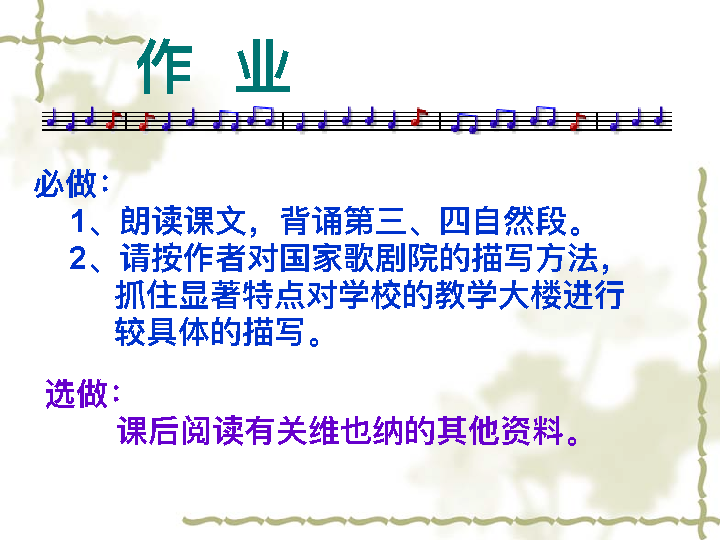 作 业
必做：
1、朗读课文，背诵第三、四自然段。
2、请按作者对国家歌剧院的描写方法，
抓住显著特点对学校的教学大楼进行
较具体的描写。
选做：
课后阅读有关维也纳的其他资料。